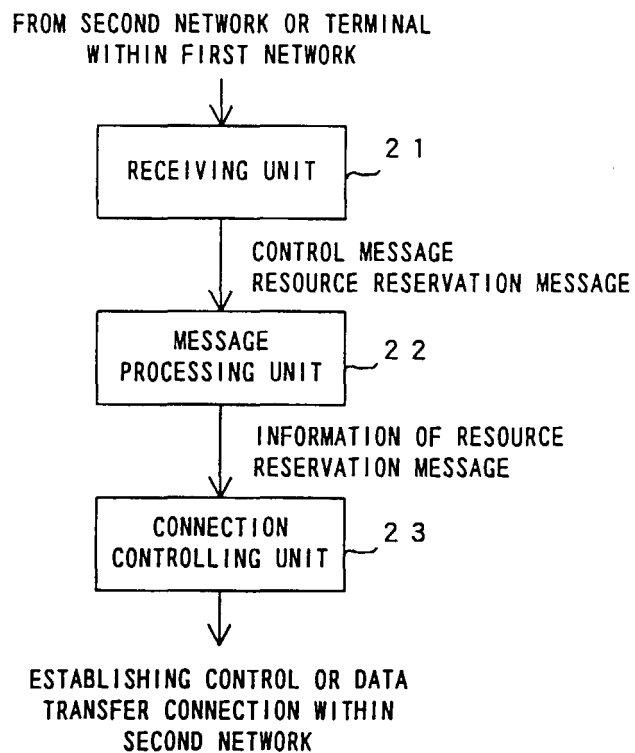 FROM SECOND NETWORK OR TERMINAL
WITHIN FIRST NETWORK
RECEIVING UNIT
21
CONTROL MESSAGE
RESOURCE RESERVATION MESSAGE
MESSAGE
PROCESSING UNIT
22
INFORMATION OF RESOURCE
RESERVATION MESSAGE
CONNECTION
CONTROLLING UNIT
23
ESTABLISHING CONTROL OR DATA
TRANSFER CONNECTION WITHIN
SECOND NETWORK